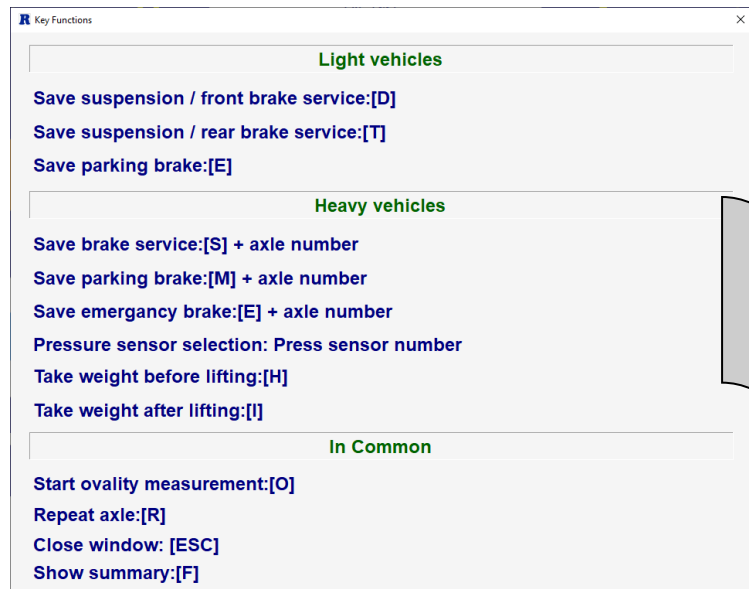 R Key Functions
Light vehicles
Save suspension / front brake service:[D]
Save suspension / rear brake service:[T]
Save parking brake:[E]
Heavy vehicles
Save brake service:[S] + axle number
Save parking brake:[M] + axle number
Save emergancy brake:[E] + axle number
Pressure sensor selection: Press sensor number
Take weight before lifting:[H]
Take weight after lifting:[I]
In Common
Start ovality measurement:[O]
Repeat axle:[R]
Close window: [ESC]
Show summary:[F]